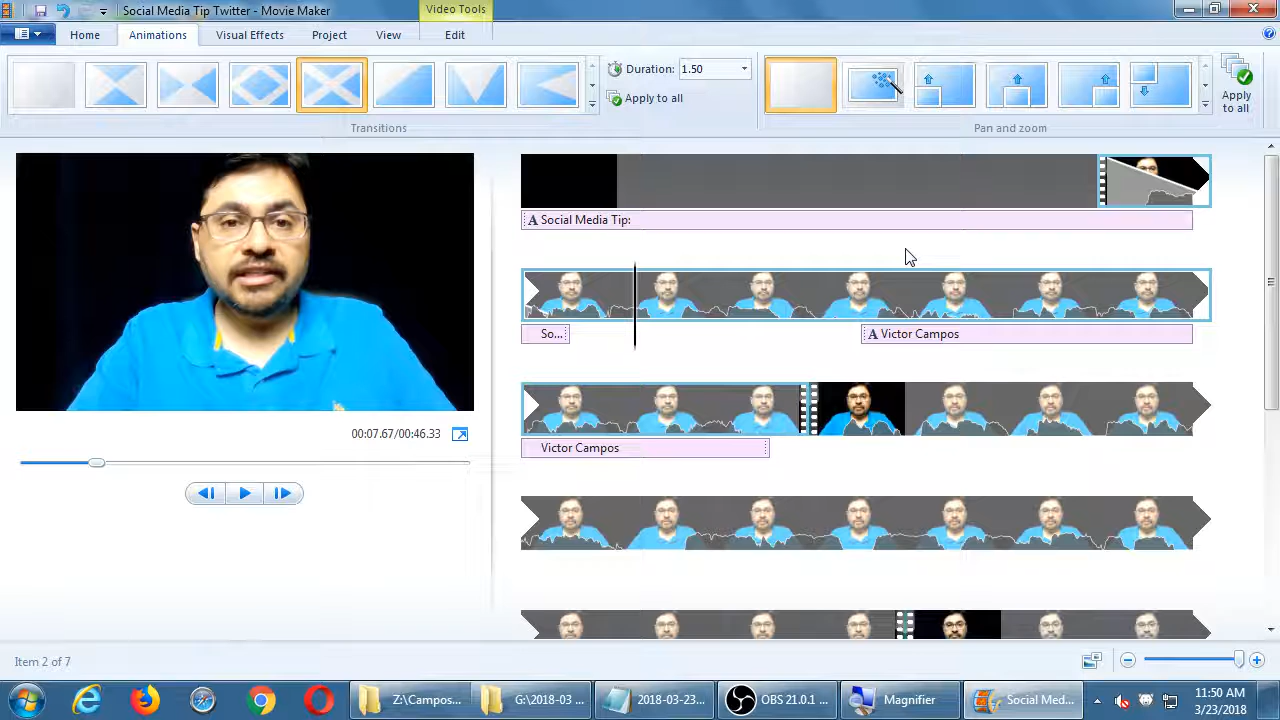 Social Media Tip Twitter - Movie Maker
Video Tools
Home
Animations
Visual Effects
Project
View
Edit
Duration: 1.50
Apply to all
Apply to all
Transitions
Pan and zoom
A Social Media Tip:
So...
A Victor Campos
00:07.67/00:46.33
Victor Campos
Item 2 of 7
Z:\Campos...
G:\2018-03 ...
2018-03-23...
OBS 21.0.1 ...
Magnifier
Social Med...
11:50 AM
3/23/2018